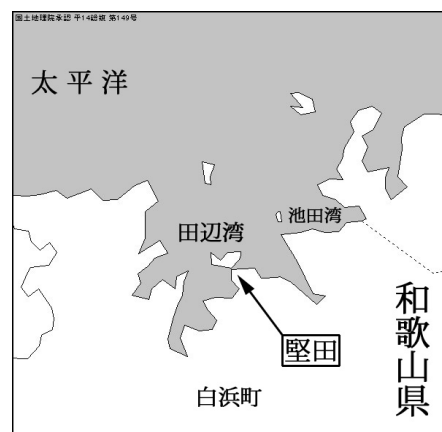 国土地理院承認 平14総複 第149号
太平洋
池田湾
田辺湾
和歌山県
堅田
白浜町